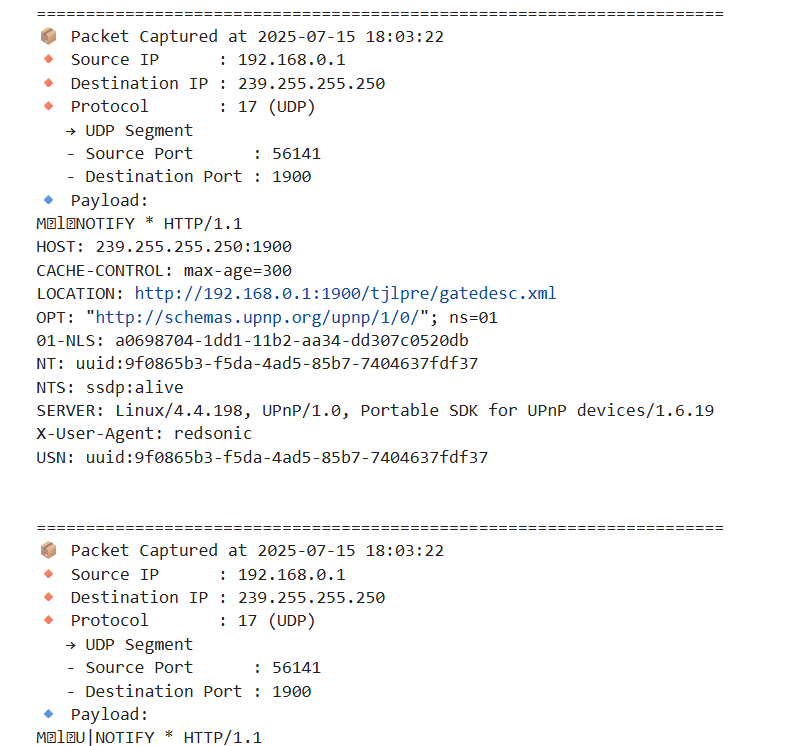 ======================================================================
📦 Packet Captured at 2025-07-15 18:03:22
🔸 Source IP      : 192.168.0.1
🔸 Destination IP : 239.255.255.250
🔸 Protocol       : 17 (UDP)
   → UDP Segment
   - Source Port      : 56141
   - Destination Port : 1900
🔹 Payload:
M�l�NOTIFY * HTTP/1.1
HOST: 239.255.255.250:1900
CACHE-CONTROL: max-age=300
LOCATION: http://192.168.0.1:1900/tjlpre/gatedesc.xml
OPT: "http://schemas.upnp.org/upnp/1/0/"; ns=01
01-NLS: a0698704-1dd1-11b2-aa34-dd307c0520db
NT: uuid:9f0865b3-f5da-4ad5-85b7-7404637fdf37
NTS: ssdp:alive
SERVER: Linux/4.4.198, UPnP/1.0, Portable SDK for UPnP devices/1.6.19
X-User-Agent: redsonic
USN: uuid:9f0865b3-f5da-4ad5-85b7-7404637fdf37
======================================================================
📦 Packet Captured at 2025-07-15 18:03:22
🔸 Source IP      : 192.168.0.1
🔸 Destination IP : 239.255.255.250
🔸 Protocol       : 17 (UDP)
   → UDP Segment
   - Source Port      : 56141
   - Destination Port : 1900
🔹 Payload:
M�l�U|NOTIFY * HTTP/1.1